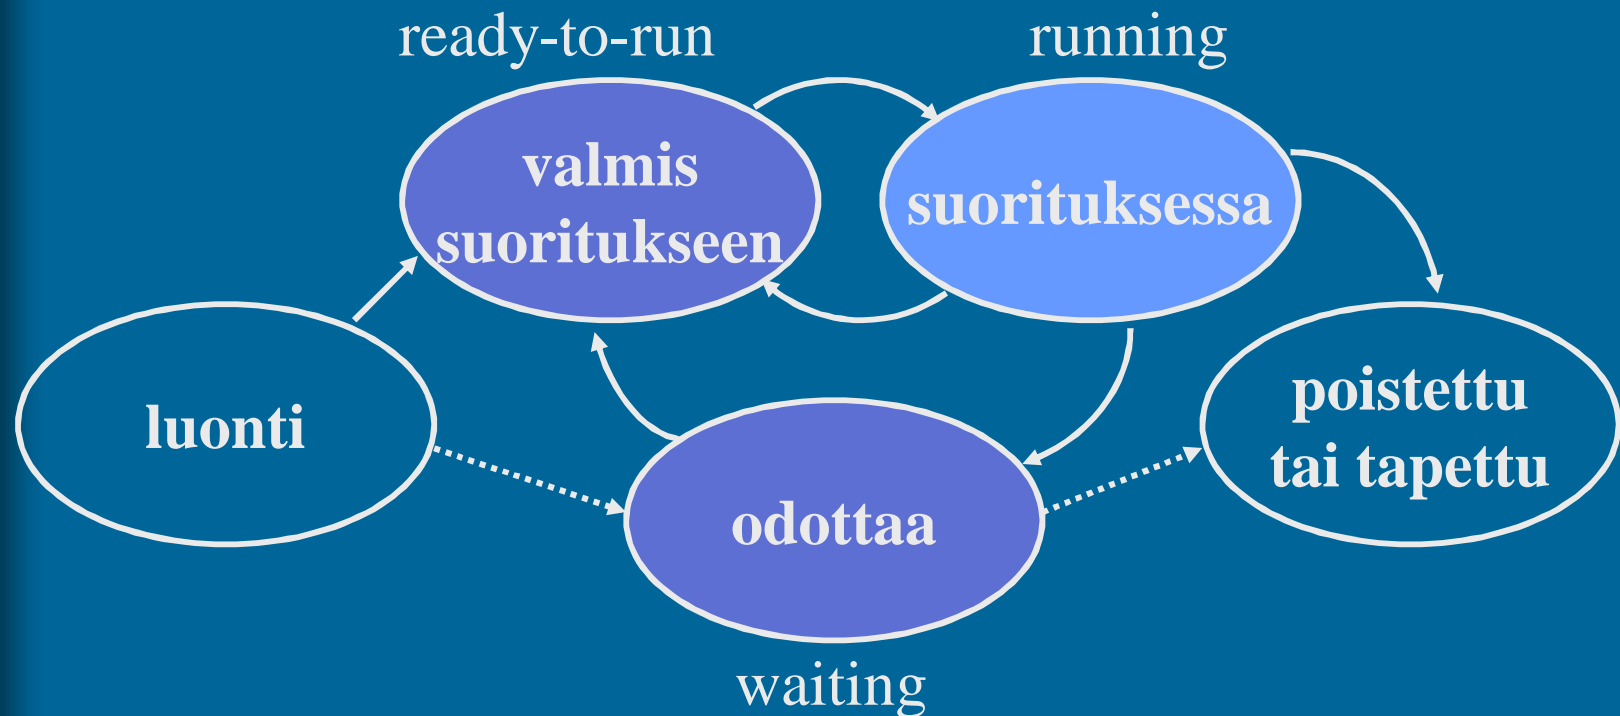 ready-to-run
running
valmis
suoritukseen
suorituksessa
luonti
poistettu
tai tapettu
odottaa
waiting